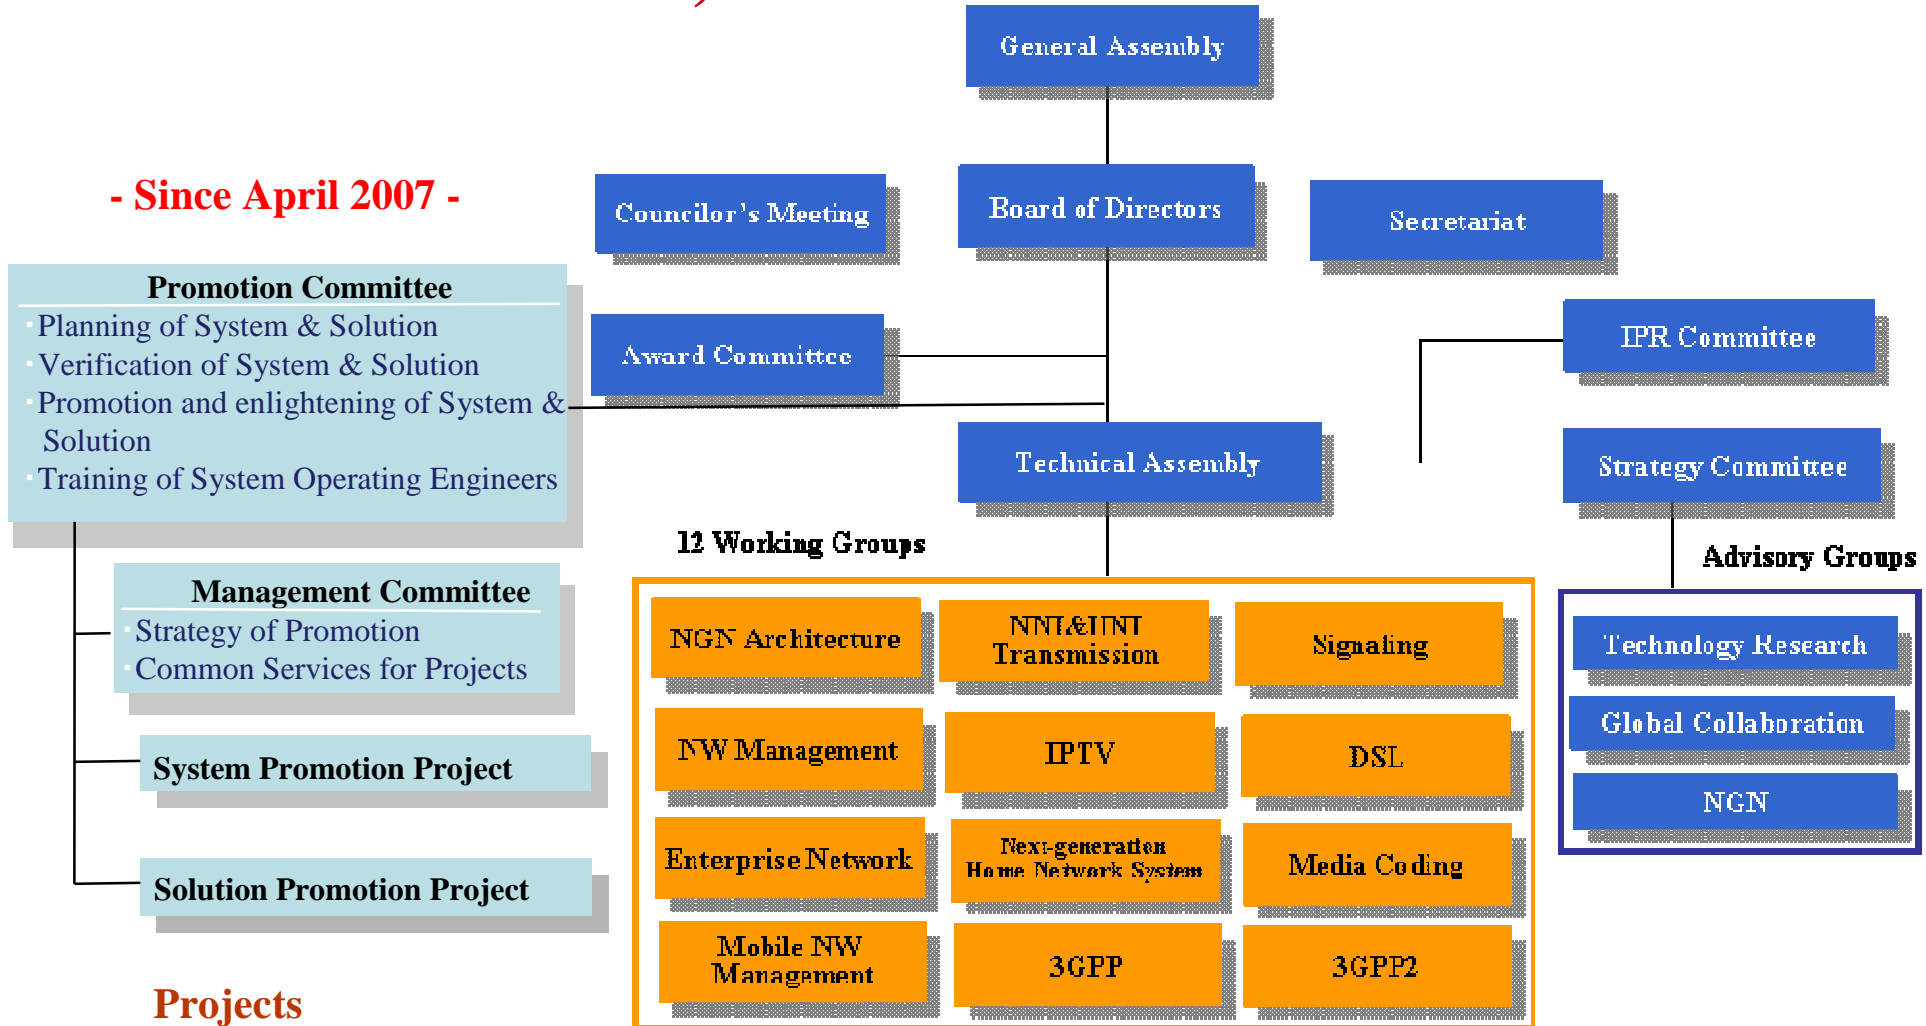 General Assembly
- Since April 2007 -
Councilor's Meeting
Board of Directors
Secretariat
Promotion Committee
·Planning of System & Solution
·Verification of System & Solution
·Promotion and enlightening of System &
Solution
·Training of System Operating Engineers
Award Committee
IPR Committee
Technical Assembly
Strategy Committee
12 Working Groups
Advisory Groups
Management Committee
·Strategy of Promotion
·Common Services for Projects
System Promotion Project
Solution Promotion Project
Projects
NGN Architecture
NNI&UNI
Transmission
Signaling
NW Management
IPTV
DSL
Enterprise Network
Next-generation
Home Network System
Media Coding
Mobile NW
Management
3GPP
3GPP2
Technology Research
Global Collaboration
NGN